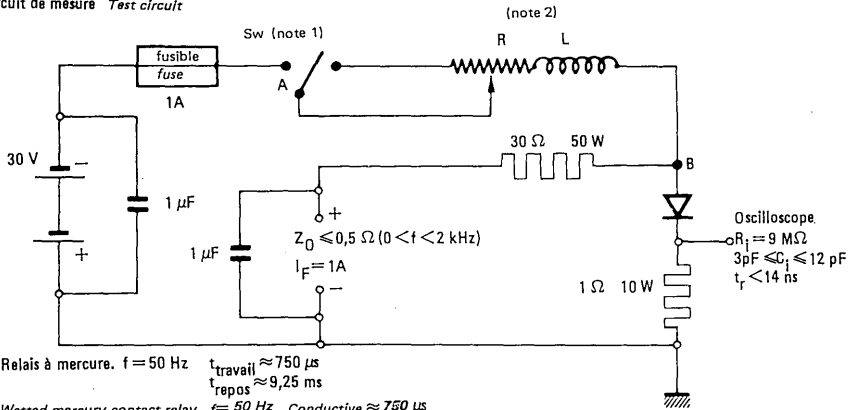 cuit de mesure Test circuit
(note 2)
Sw (note 1)
R L
fusible
fuse
A
1A
30 Ω 50 W
B
30 V
−
+
1 µF
+
1 µF
Z0 ≤0,5 Ω (0<f<2 kHz)
IF=1A
−
Oscilloscope
Ri=9 MΩ
3pF ≤Ci≤12 pF
tr<14 ns
1 Ω 10W
Relais à mercure. f=50 Hz ttravail ≈750 µs
trepos ≈9,25 ms
Wetted mercury contact relay f= 50 Hz Conductive ≈ 750 µs